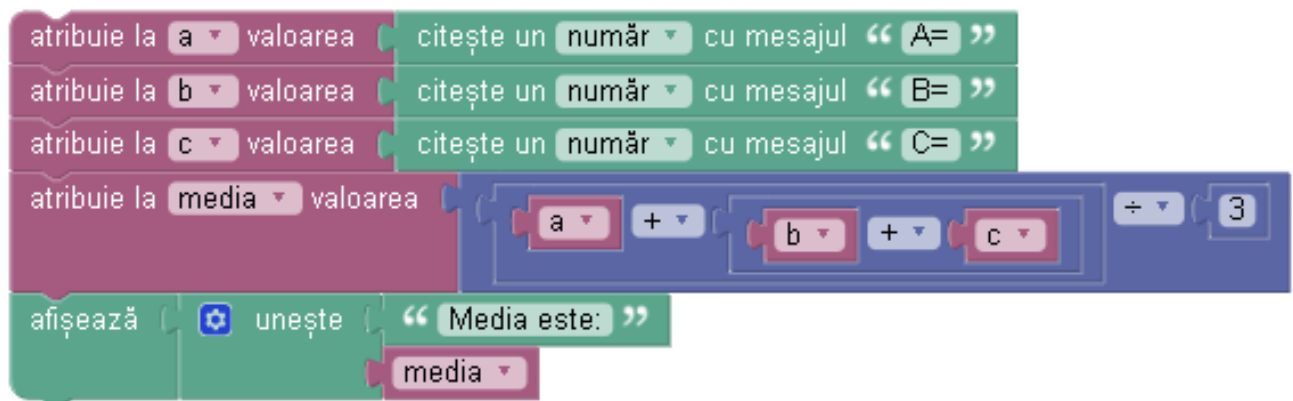 atribuie la a valoarea citește un număr cu mesajul “ A= ”
atribuie la b valoarea citește un număr cu mesajul “ B= ”
atribuie la c valoarea citește un număr cu mesajul “ C= ”
atribuie la media valoarea a + b + c ÷ 3
afișează unește “ Media este: ”
media